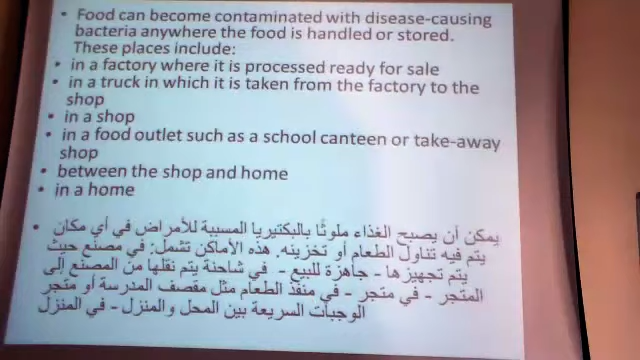 • Food can become contaminated with disease-causing
bacteria anywhere the food is handled or stored.
These places include:
• in a factory where it is processed ready for sale
• in a truck in which it is taken from the factory to the
shop
• in a shop
• in a food outlet such as a school canteen or take-away
shop
• between the shop and home
• in a home
• يمكن أن يصبح الغذاء ملوثًا بالبكتيريا المسببة للأمراض في أي مكان
يتم فيه تناول الطعام أو تخزينه. هذه الأماكن تشمل: في مصنع حيث
يتم تجهيزها - جاهزة للبيع - في شاحنة يتم نقلها من المصنع إلى
المتجر - في متجر - في منفذ الطعام مثل مقصف المدرسة أو متجر
الوجبات السريعة بين المحل والمنزل - في المنزل